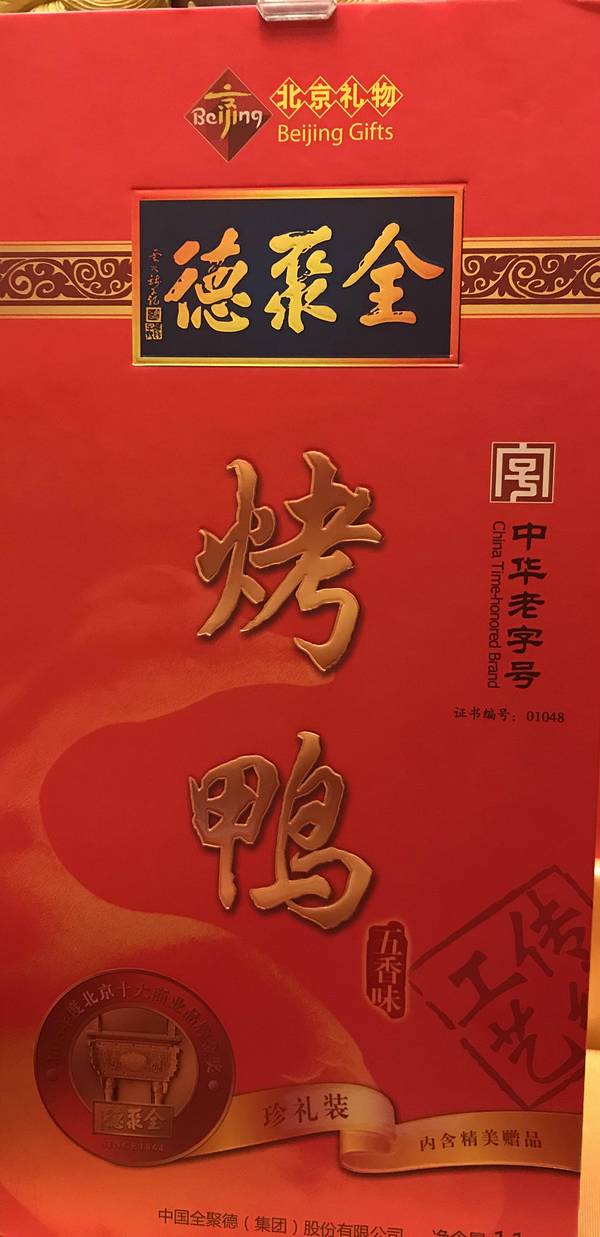 Beijing
北京礼物
Beijing Gifts
全聚德
烤鸭
五香味
中华老字号
China Time-honored Brand
证书编号：01048
工艺
全聚德
SINCE 1864
珍礼装
内含精美赠品
中国全聚德（集团）股份有限公司